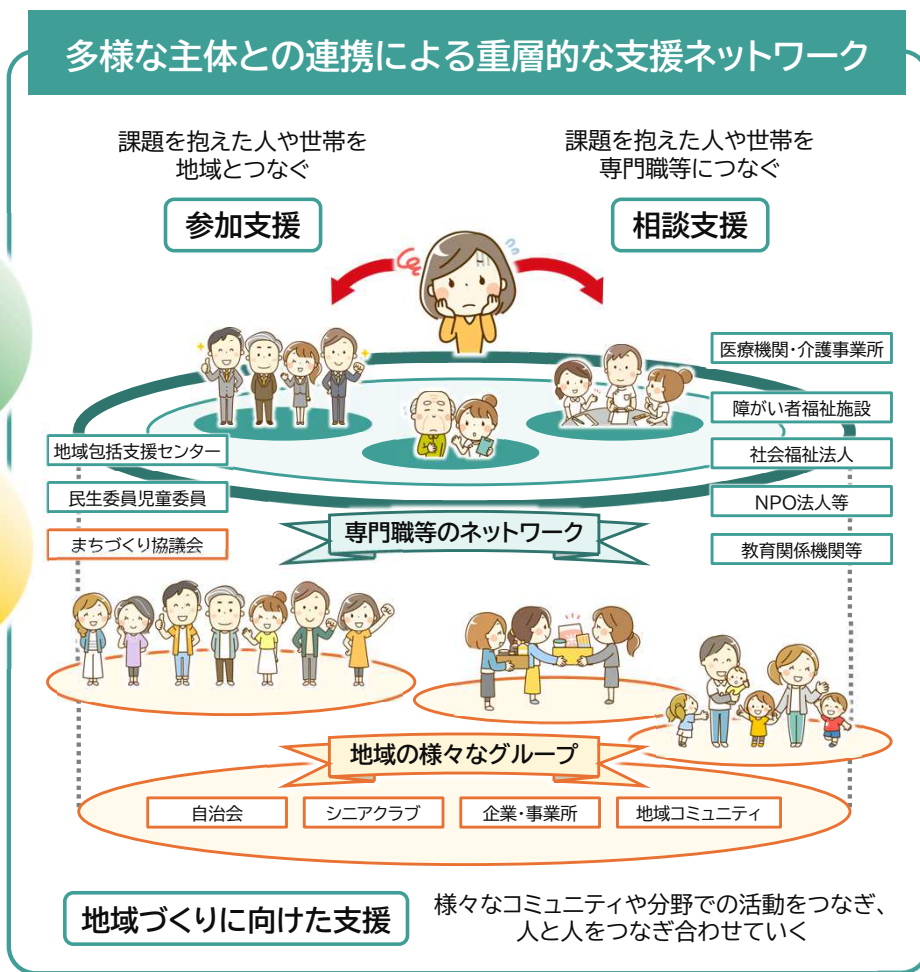 多様な主体との連携による重層的な支援ネットワーク
課題を抱えた人や世帯を
地域とつなぐ
参加支援
課題を抱えた人や世帯を
専門職等につなぐ
相談支援
医療機関・介護事業所
障がい者福祉施設
社会福祉法人
NPO法人等
教育関係機関等
地域包括支援センター
民生委員児童委員
まちづくり協議会
専門職等のネットワーク
地域の様々なグループ
自治会
シニアクラブ
企業・事業所
地域コミュニティ
地域づくりに向けた支援
様々なコミュニティや分野での活動をつなぎ、
人と人をつなぎ合わせていく